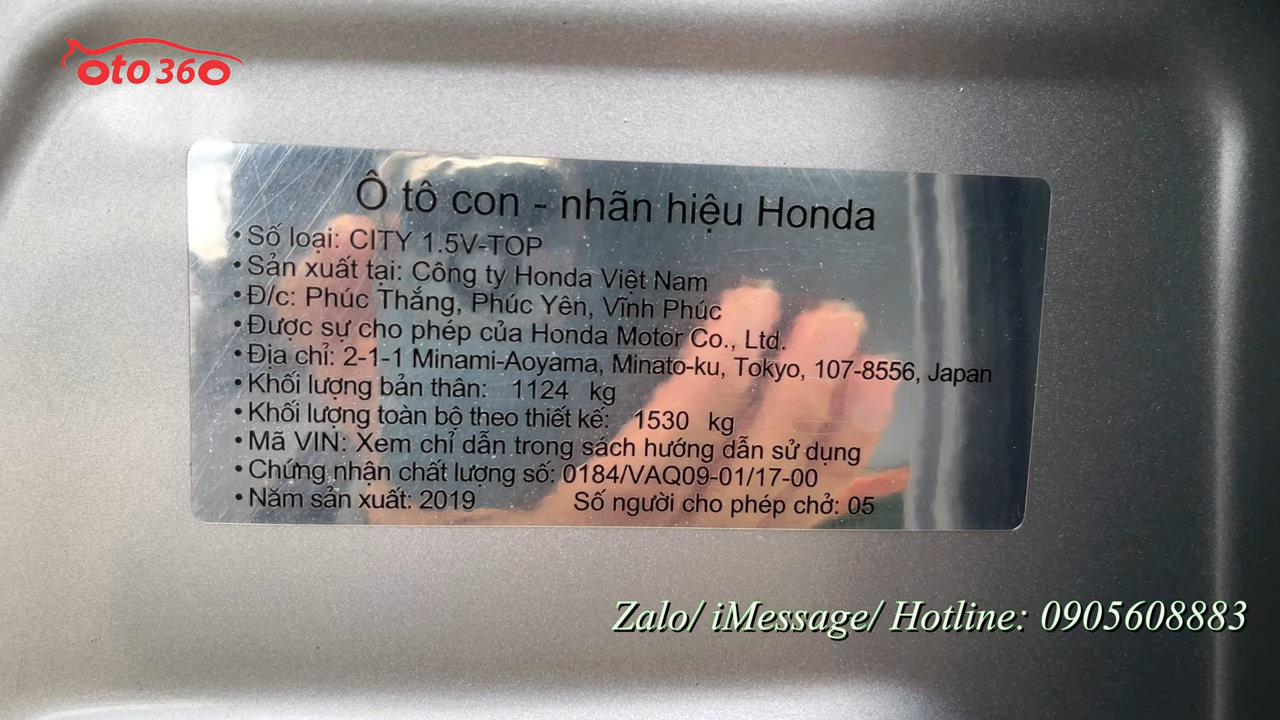 oto 360
Ô tô con - nhãn hiệu Honda
• Số loại: CITY 1.5V-TOP
• Sản xuất tại: Công ty Honda Việt Nam
• Đ/c: Phúc Thắng, Phúc Yên, Vĩnh Phúc
• Được sự cho phép của Honda Motor Co., Ltd.
• Địa chỉ: 2-1-1 Minami-Aoyama, Minato-ku, Tokyo, 107-8556, Japan
• Khối lượng bản thân: 1124 kg
• Khối lượng toàn bộ theo thiết kế: 1530 kg
• Mã VIN: Xem chỉ dẫn trong sách hướng dẫn sử dụng
• Chứng nhận chất lượng số: 0184/VAQ09-01/17-00
• Năm sản xuất: 2019 Số người cho phép chở: 05
Zalo/ iMessage/ Hotline: 0905608883